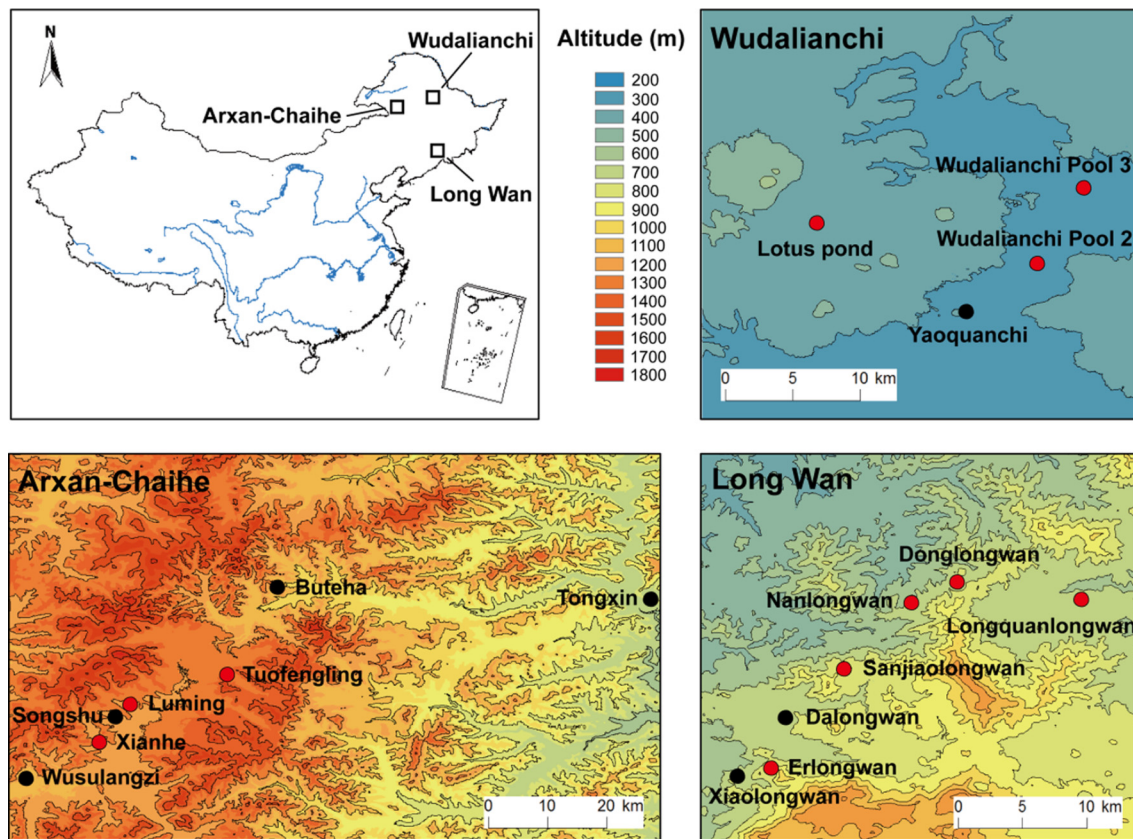 N
Wudalianchi
Arxan-Chaihe
Long Wan
Altitude (m)
200
300
400
500
600
700
800
900
1000
1100
1200
1300
1400
1500
1600
1700
1800
Wudalianchi
Wudalianchi Pool 3
Lotus pond
Wudalianchi Pool 2
Yaoquanchi
0 5 10 km
Arxan-Chaihe
Buteha
Tongxin
Tuofengling
Luming
Songshu
Xianhe
Wusulangzi
0 10 20 km
Long Wan
Donglongwan
Nanlongwan
Longquanlongwan
Sanjiaolongwan
Dalongwan
Erlongwan
Xiaolongwan
0 5 10 km